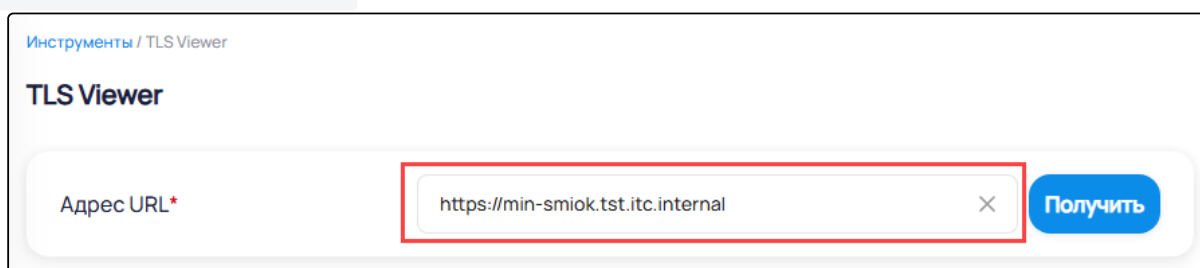 Инструменты / TLS Viewer
TLS Viewer
Адрес URL*
https://min-smiok.tst.itc.internal
Получить